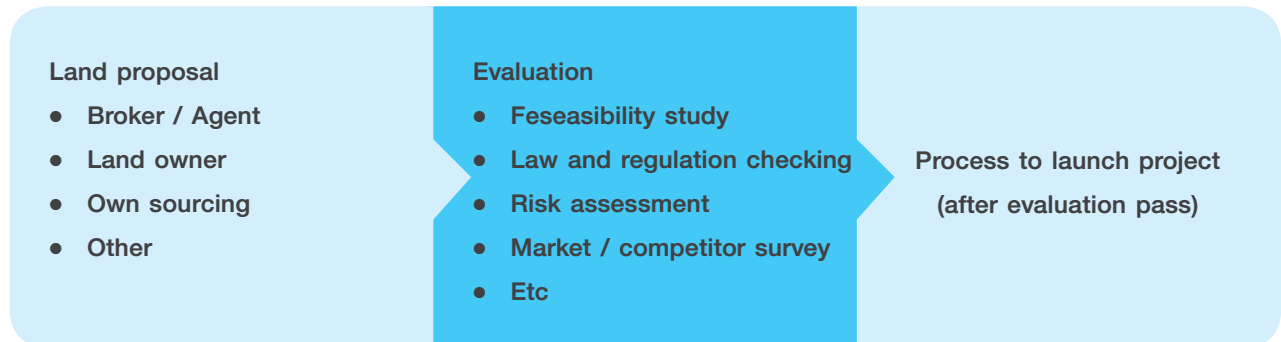 Land proposal
● Broker / Agent
● Land owner
● Own sourcing
● Other
Evaluation
● Feseasibility study
● Law and regulation checking
● Risk assessment
● Market / competitor survey
● Etc
Process to launch project
(after evaluation pass)